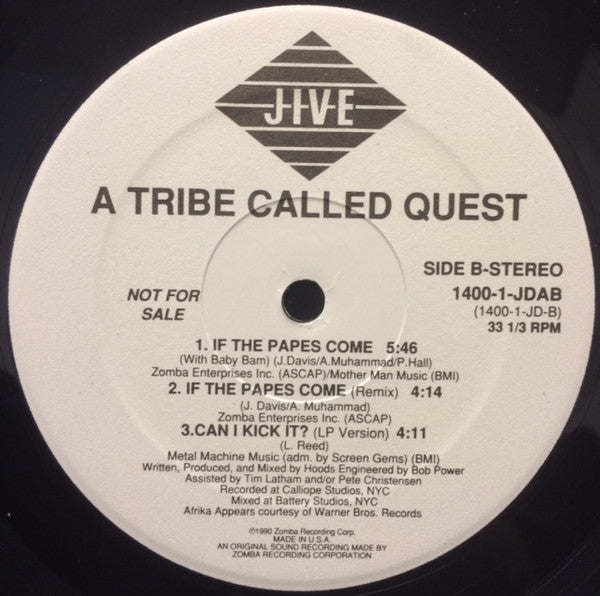 J-I-V-E
A TRIBE CALLED QUEST
SIDE B-STEREO
NOT FOR
SALE
1400-1-JDAB
(1400-1-JD-B)
33 1/3 RPM
1. IF THE PAPES COME 5:46
(With Baby Bam) (J.Davis/A.Muhammad/P.Hall)
Zomba Enterprises Inc. (ASCAP)/Mother Man Music (BMI)
2. IF THE PAPES COME (Remix) 4:14
(J. Davis/A. Muhammad)
Zomba Enterprises Inc. (ASCAP)
3.CAN I KICK IT? (LP Version) 4:11
(L. Reed)
Metal Machine Music (adm. by Screen Gems) (BMI)
Written, Produced, and Mixed by Hoods Engineered by Bob Power
Assisted by Tim Latham and/or Pete Christensen
Recorded at Calliope Studios, NYC
Mixed at Battery Studios, NYC
Afrika Appears courtesy of Warner Bros. Records
℗1990 Zomba Recording Corp.
MADE IN U.S.A.
AN ORIGINAL SOUND RECORDING MADE BY
ZOMBA RECORDING CORPORATION